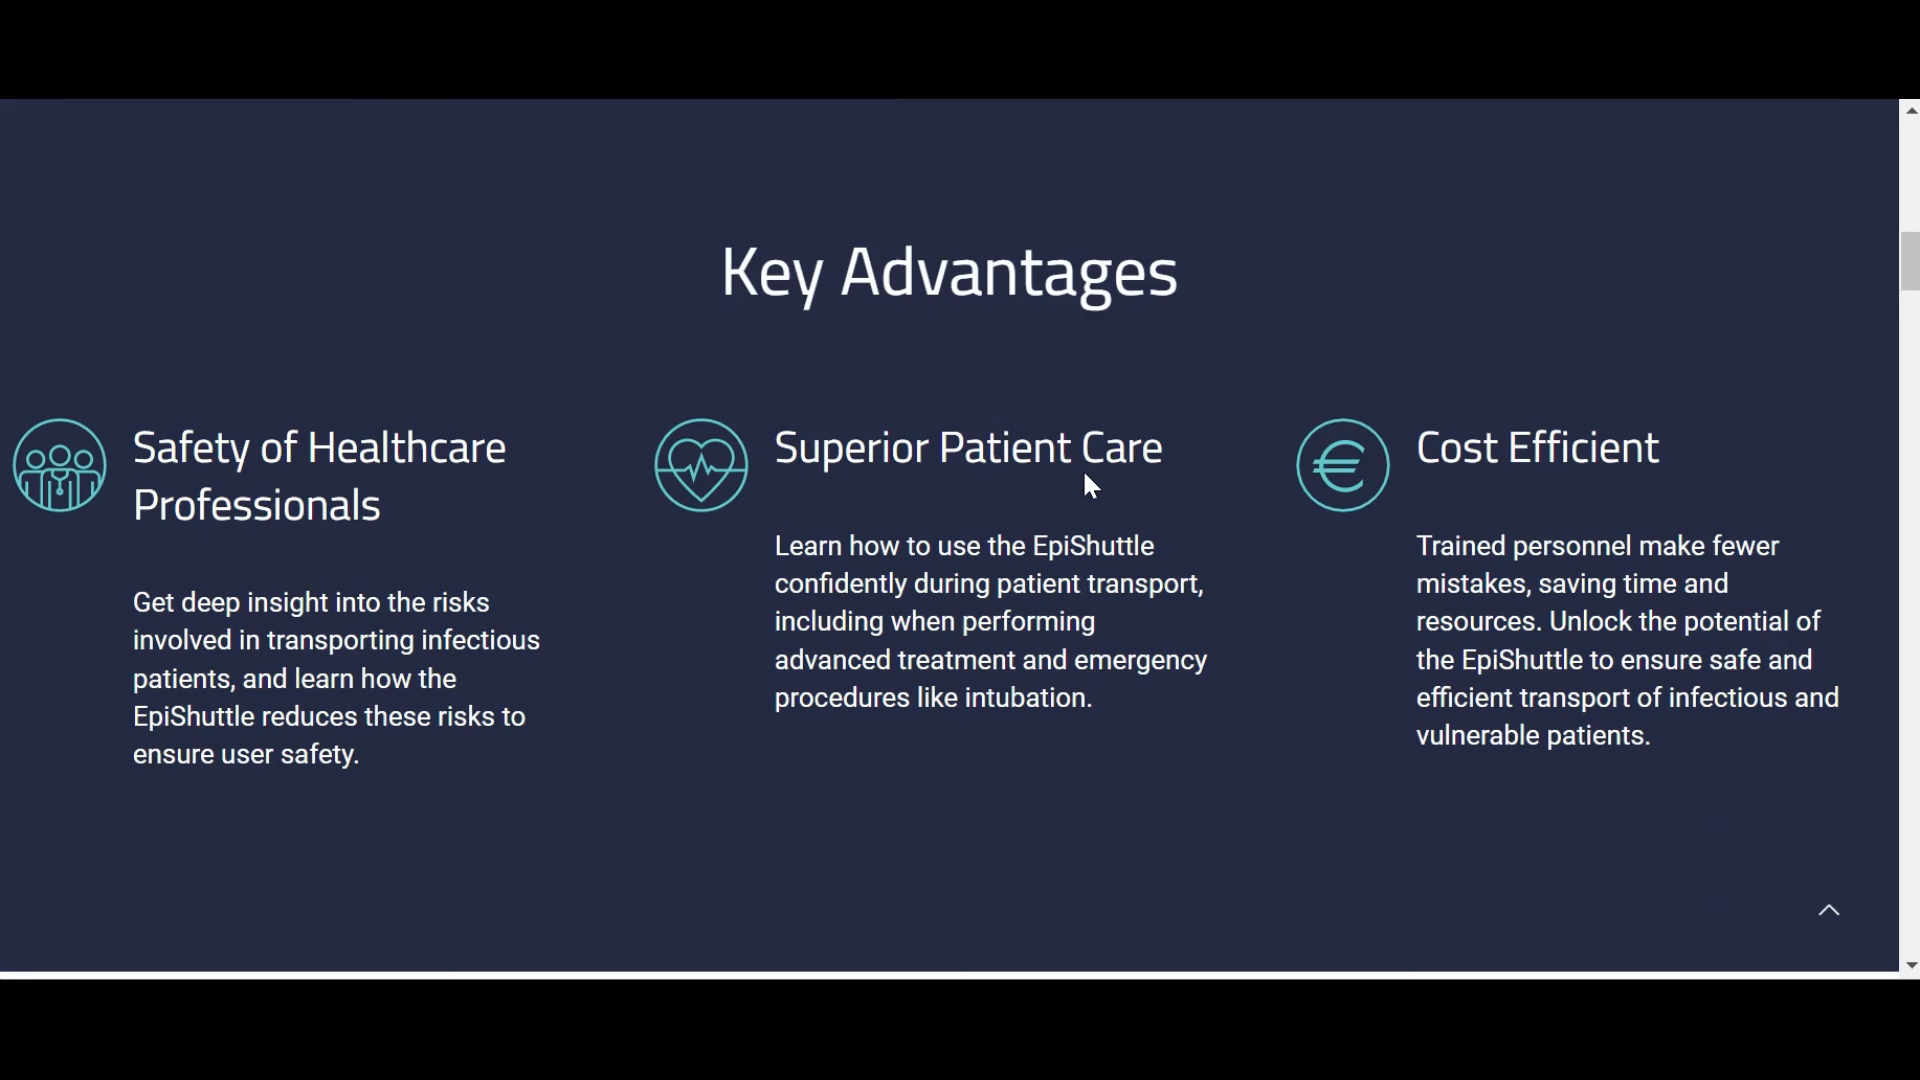 Key Advantages
Safety of Healthcare
Professionals
Get deep insight into the risks
involved in transporting infectious
patients, and learn how the
EpiShuttle reduces these risks to
ensure user safety.
Superior Patient Care
Learn how to use the EpiShuttle
confidently during patient transport,
including when performing
advanced treatment and emergency
procedures like intubation.
Cost Efficient
Trained personnel make fewer
mistakes, saving time and
resources. Unlock the potential of
the EpiShuttle to ensure safe and
efficient transport of infectious and
vulnerable patients.